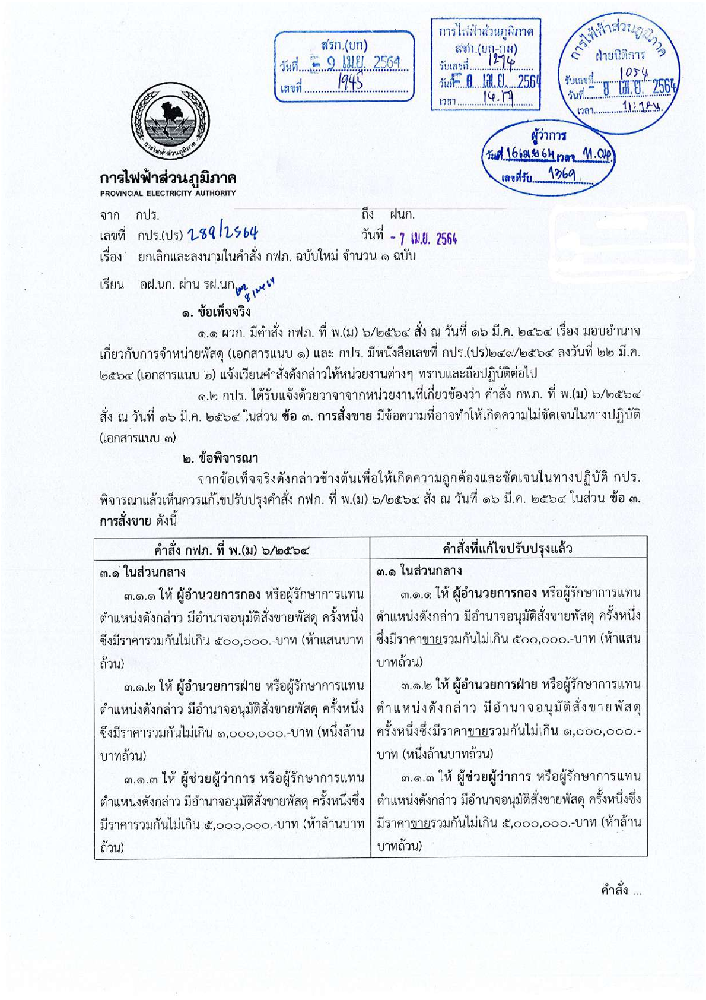 สรก.(บก)
วันที่ - 9 เม.ย. 2564
เลขที่ 1945
การไฟฟ้าส่วนภูมิภาค
สชก.(บก-กม)
รับเลขที่ 1274
วันที่ - 8 เม.ย. 2564
เวลา 14.17
การไฟฟ้าส่วนภูมิภาค
ฝ่ายนิติการ
รับเลขที่ 1054
วันที่ - 8 เม.ย. 2564
เวลา
ผู้ว่าการ
วันที่ 16 เม.ย 64 เวลา 11.04
เลขที่รับ 1369
การไฟฟ้าส่วนภูมิภาค
การไฟฟ้าส่วนภูมิภาค
PROVINCIAL ELECTRICITY AUTHORITY
จาก กปร. ถึง ฝนก.
เลขที่ กปร.(ปร) 289/2564 วันที่ - 7 เม.ย. 2564
เรื่อง ยกเลิกและลงนามในคำสั่ง กฟภ. ฉบับใหม่ จำนวน ๑ ฉบับ
เรียน อฝ.นก. ผ่าน รฝ.นก.
8 เมย 64
๑. ข้อเท็จจริง
๑.๑ ผวก. มีคำสั่ง กฟภ. ที่ พ.(ม) ๖/๒๕๖๔ สั่ง ณ วันที่ ๑๖ มี.ค. ๒๕๖๔ เรื่อง มอบอำนาจ
เกี่ยวกับการจำหน่ายพัสดุ (เอกสารแนบ ๑) และ กปร. มีหนังสือเลขที่ กปร.(ปร)๒๔๙/๒๕๖๔ ลงวันที่ ๒๒ มี.ค.
๒๕๖๔ (เอกสารแนบ ๒) แจ้งเวียนคำสั่งดังกล่าวให้หน่วยงานต่างๆ ทราบและถือปฏิบัติต่อไป
๑.๒ กปร. ได้รับแจ้งด้วยวาจาจากหน่วยงานที่เกี่ยวข้องว่า คำสั่ง กฟภ. ที่ พ.(ม) ๖/๒๕๖๔
สั่ง ณ วันที่ ๑๖ มี.ค. ๒๕๖๔ ในส่วน ข้อ ๓. การสั่งขาย มีข้อความที่อาจทำให้เกิดความไม่ชัดเจนในทางปฏิบัติ
(เอกสารแนบ ๓)
๒. ข้อพิจารณา
จากข้อเท็จจริงดังกล่าวข้างต้นเพื่อให้เกิดความถูกต้องและชัดเจนในทางปฏิบัติ กปร.
พิจารณาแล้วเห็นควรแก้ไขปรับปรุงคำสั่ง กฟภ. ที่ พ.(ม) ๖/๒๕๖๔ สั่ง ณ วันที่ ๑๖ มี.ค. ๒๕๖๔ ในส่วน ข้อ ๓.
การสั่งขาย ดังนี้
คำสั่ง กฟภ. ที่ พ.(ม) ๖/๒๕๖๔
๓.๑ ในส่วนกลาง
๓.๑.๑ ให้ ผู้อำนวยการกอง หรือผู้รักษาการแทน
ตำแหน่งดังกล่าว มีอำนาจอนุมัติสั่งขายพัสดุ ครั้งหนึ่ง
ซึ่งมีราคารวมกันไม่เกิน ๕๐๐,๐๐๐.-บาท (ห้าแสนบาท
ถ้วน)
๓.๑.๒ ให้ ผู้อำนวยการฝ่าย หรือผู้รักษาการแทน
ตำแหน่งดังกล่าว มีอำนาจอนุมัติสั่งขายพัสดุ ครั้งหนึ่ง
ซึ่งมีราคารวมกันไม่เกิน ๑,๐๐๐,๐๐๐.-บาท (หนึ่งล้าน
บาทถ้วน)
๓.๑.๓ ให้ ผู้ช่วยผู้ว่าการ หรือผู้รักษาการแทน
ตำแหน่งดังกล่าว มีอำนาจอนุมัติสั่งขายพัสดุ ครั้งหนึ่งซึ่ง
มีราคารวมกันไม่เกิน ๕,๐๐๐,๐๐๐.-บาท (ห้าล้านบาท
ถ้วน)
คำสั่งที่แก้ไขปรับปรุงแล้ว
๓.๑ ในส่วนกลาง
๓.๑.๑ ให้ ผู้อำนวยการกอง หรือผู้รักษาการแทน
ตำแหน่งดังกล่าว มีอำนาจอนุมัติสั่งขายพัสดุ ครั้งหนึ่ง
ซึ่งมีราคาขายรวมกันไม่เกิน ๕๐๐,๐๐๐.-บาท (ห้าแสน
บาทถ้วน)
๓.๑.๒ ให้ ผู้อำนวยการฝ่าย หรือผู้รักษาการแทน
ตำแหน่งดังกล่าว มีอำนาจอนุมัติสั่งขายพัสดุ
ครั้งหนึ่งซึ่งมีราคาขายรวมกันไม่เกิน ๑,๐๐๐,๐๐๐.-
บาท (หนึ่งล้านบาทถ้วน)
๓.๑.๓ ให้ ผู้ช่วยผู้ว่าการ หรือผู้รักษาการแทน
ตำแหน่งดังกล่าว มีอำนาจอนุมัติสั่งขายพัสดุ ครั้งหนึ่งซึ่ง
มีราคาขายรวมกันไม่เกิน ๕,๐๐๐,๐๐๐.-บาท (ห้าล้าน
บาทถ้วน)
คำสั่ง ...